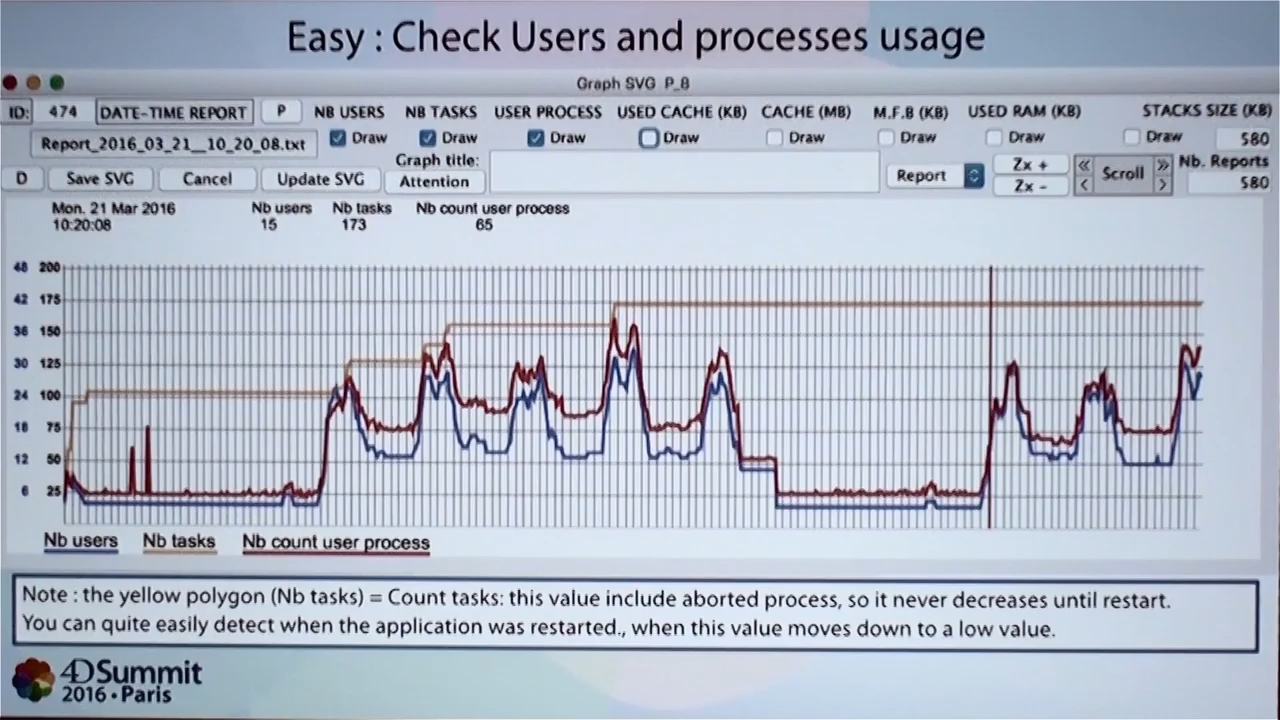 Easy : Check Users and processes usage
Graph SVG P_8
ID: 474 DATE-TIME REPORT P NB USERS NB TASKS USER PROCESS USED CACHE (KB) CACHE (MB) M.F.B (KB) USED RAM (KB) STACKS SIZE (KB)
Report_2016_03_21__10_20_08.txt Draw Draw Draw Draw Draw Draw Draw Draw 580
Graph title: Report Zx + « Scroll » Nb. Reports
D Save SVG Cancel Update SVG Attention Zx - < > 580
Mon. 21 Mar 2016 Nb users Nb tasks Nb count user process
10:20:08 15 173 65
48 200
42 175
36 150
30 125
24 100
18 75
12 50
6 25
Nb users Nb tasks Nb count user process
Note : the yellow polygon (Nb tasks) = Count tasks: this value include aborted process, so it never decreases until restart.
You can quite easily detect when the application was restarted., when this value moves down to a low value.
4D Summit
2016 • Paris